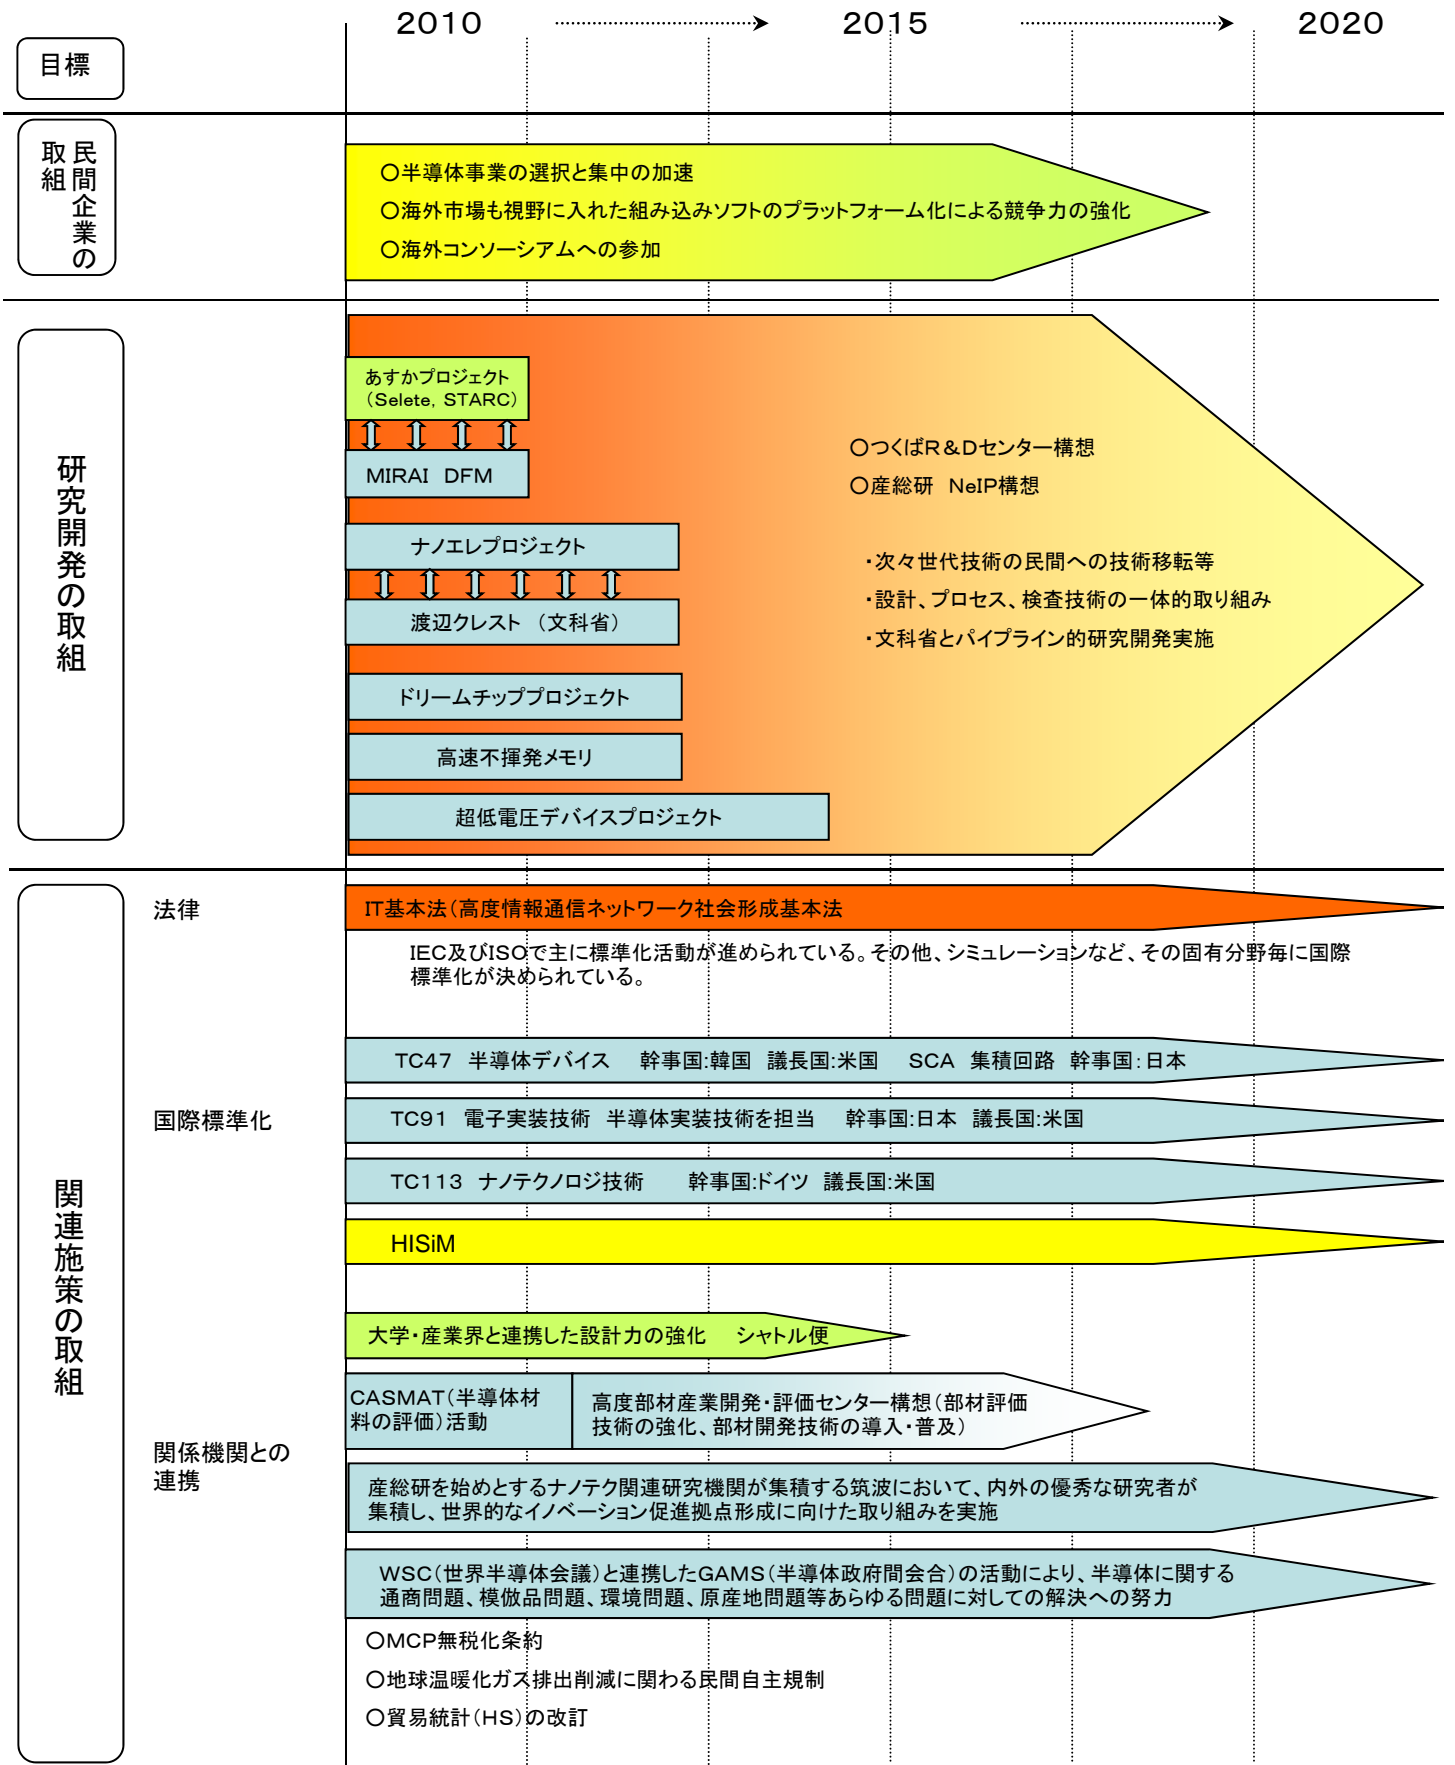 2010
2015
2020
目標
民間企業の
取組
○半導体事業の選択と集中の加速
○海外市場も視野に入れた組み込みソフトのプラットフォーム化による競争力の強化
○海外コンソーシアムへの参加
研究開発の取組
あすかプロジェクト
（Selete, STARC）
MIRAI DFM
ナノエレプロジェクト
渡辺クレスト （文科省）
ドリームチッププロジェクト
高速不揮発メモリ
超低電圧デバイスプロジェクト
○つくばR＆Dセンター構想
○産総研 NeIP構想
・次々世代技術の民間への技術移転等
・設計、プロセス、検査技術の一体的取り組み
・文科省とパイプライン的研究開発実施
関連施策の取組
法律
IT基本法（高度情報通信ネットワーク社会形成基本法
IEC及びISOで主に標準化活動が進められている。その他、シミュレーションなど、その固有分野毎に国際
標準化が決められている。
国際標準化
TC47 半導体デバイス 幹事国:韓国 議長国:米国 SCA 集積回路 幹事国:日本
TC91 電子実装技術 半導体実装技術を担当 幹事国:日本 議長国:米国
TC113 ナノテクノロジ技術 幹事国:ドイツ 議長国:米国
HISiM
関係機関との
連携
大学・産業界と連携した設計力の強化 シャトル便
CASMAT（半導体材
料の評価）活動
高度部材産業開発・評価センター構想（部材評価
技術の強化、部材開発技術の導入・普及）
産総研を始めとするナノテク関連研究機関が集積する筑波において、内外の優秀な研究者が
集積し、世界的なイノベーション促進拠点形成に向けた取り組みを実施
WSC（世界半導体会議）と連携したGAMS（半導体政府間会合）の活動により、半導体に関する
通商問題、模倣品問題、環境問題、原産地問題等あらゆる問題に対しての解決への努力
○MCP無税化条約
○地球温暖化ガス排出削減に関わる民間自主規制
○貿易統計（HS）の改訂